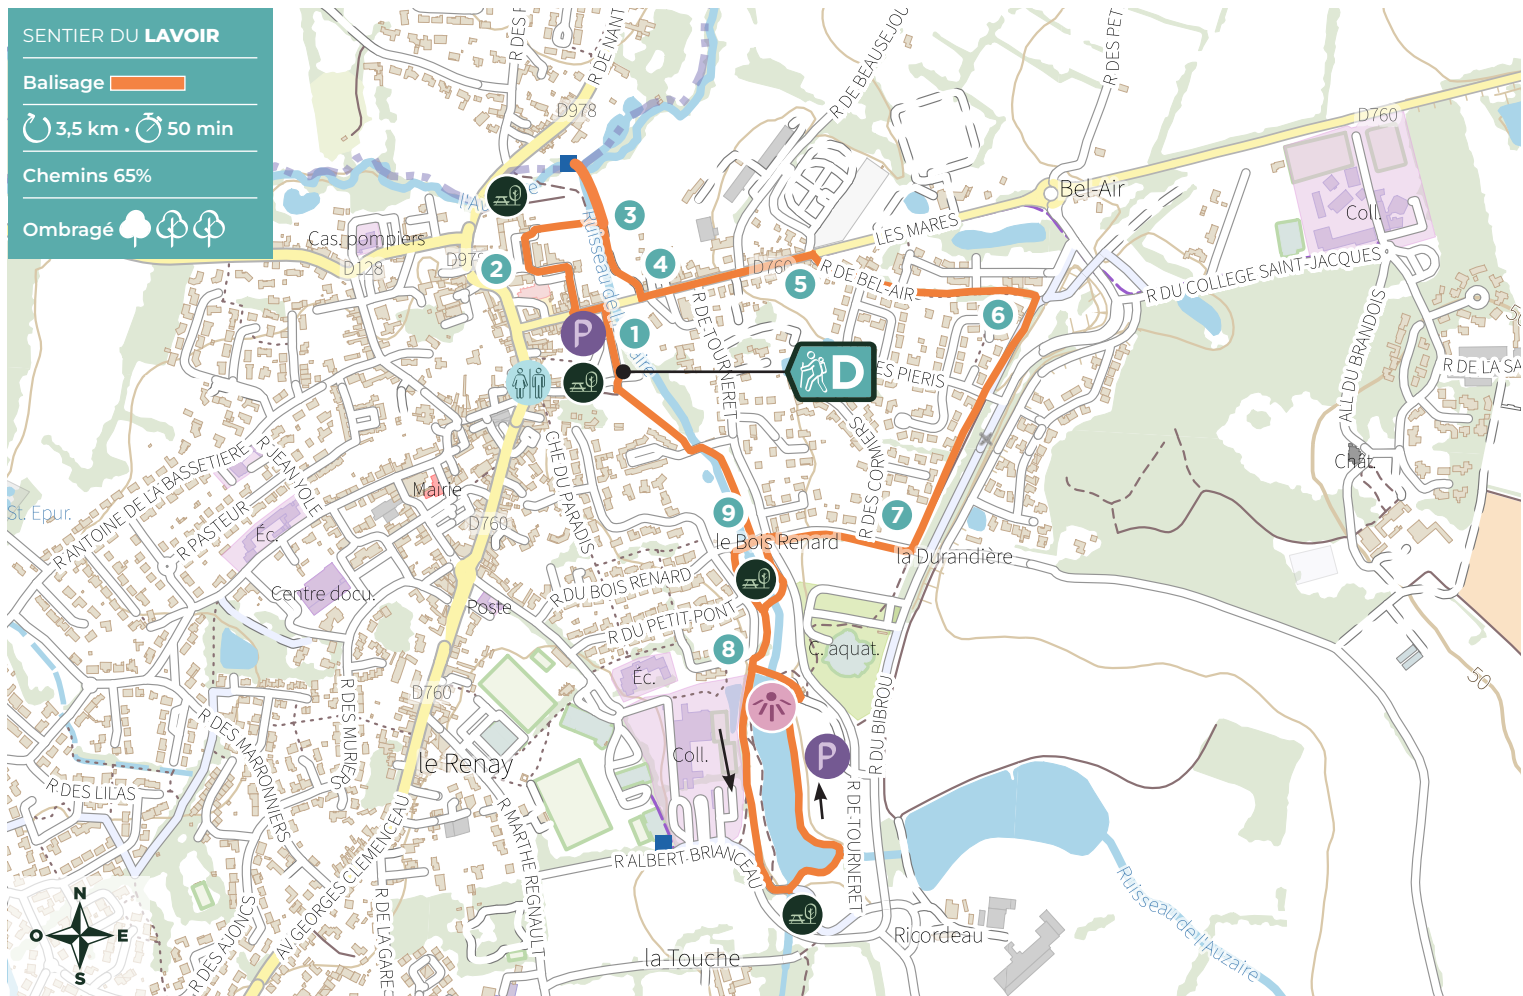 SENTIER DU LAVOIR
Balisage
3,5 km • 50 min
Chemins 65%
Ombragé
R DE NANT
R DE BEAUSEJOU
R DES PET
D978
D760
Bel-Air
Coll.
LES MARES
Cas. pompiers
D128
D97
Ruisseau de l
3
4
2
D760
5
R DE BEL-AIR
R DU COLLEGE SAINT-JACQUES
6
P
1
R DE TOURNERET
D
ES PIERIS
ALL DU BRANDOIS
R DE LA SA
50
R ANTOINE DE LA BASSETIERE
R JEAN YOLE
CHE DU PARADIS
R DES CORMIERS
Chât.
Mairie
St. Epur.
R PASTEUR
Éc.
D760
9
7
le Bois Renard
la Durandière
Centre docu.
Poste
R DU BOIS RENARD
R DU PETIT PONT
8
C. aquat.
Éc.
D760
R DES MURIERS
R DES MARRONNIERS
50
R DU BIBROU
Coll.
P
le Renay
R DES LILAS
R DE TOURNERET
R MARTHE REGNAULT
R ALBERT BRIANCEAU
AV GEORGES CLEMENCEAU
R DES AJONCS
R DE LA GARE
Ricordeau
la Touche
Ruisseau de l'Auzaire
N
O
E
S